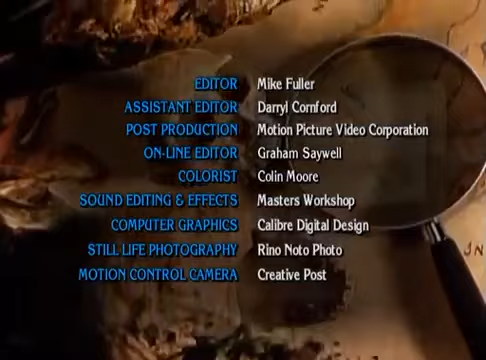 EDITOR Mike Fuller
ASSISTANT EDITOR Darryl Cornford
POST PRODUCTION Motion Picture Video Corporation
ON-LINE EDITOR Graham Saywell
COLORIST Colin Moore
SOUND EDITING & EFFECTS Masters Workshop
COMPUTER GRAPHICS Calibre Digital Design
STILL LIFE PHOTOGRAPHY Rino Noto Photo
MOTION CONTROL CAMERA Creative Post